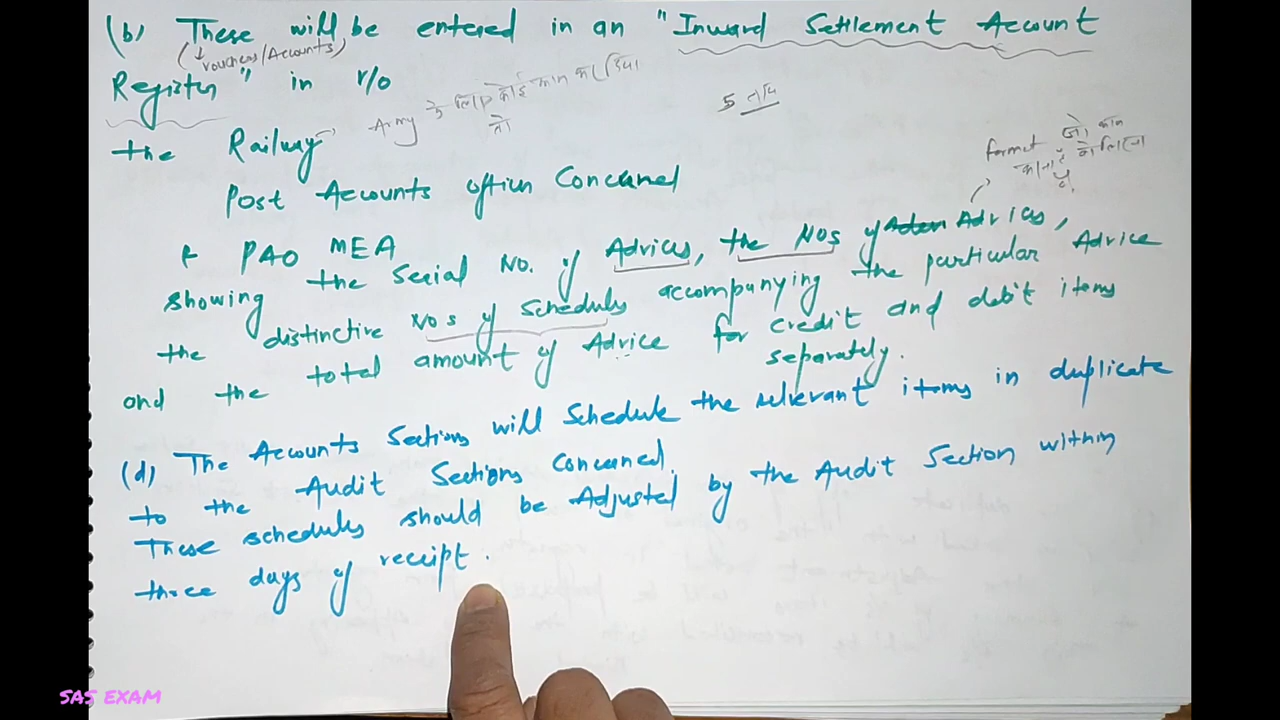 (b) These will be entered in an "Inward Settlement Account
(↓ vouchers/Accounts)
Register" in r/o
Army के लिए कोई काम कर दिया
तो
5 तारीख
the Railway
format जो काम
Post Accounts office Concerned
& PAO MEA
showing the Serial No. of Advices, the NOs of Advices,
the distinctive Nos of Schedules accompanying the particular Advice
and the total amount of Advice for credit and debit items
separately.
(d) The Accounts Sections will Schedule the relevant items in duplicate
to the Audit Sections Concerned.
These schedules should be Adjusted by the Audit Section within
three days of receipt.
SAS EXAM